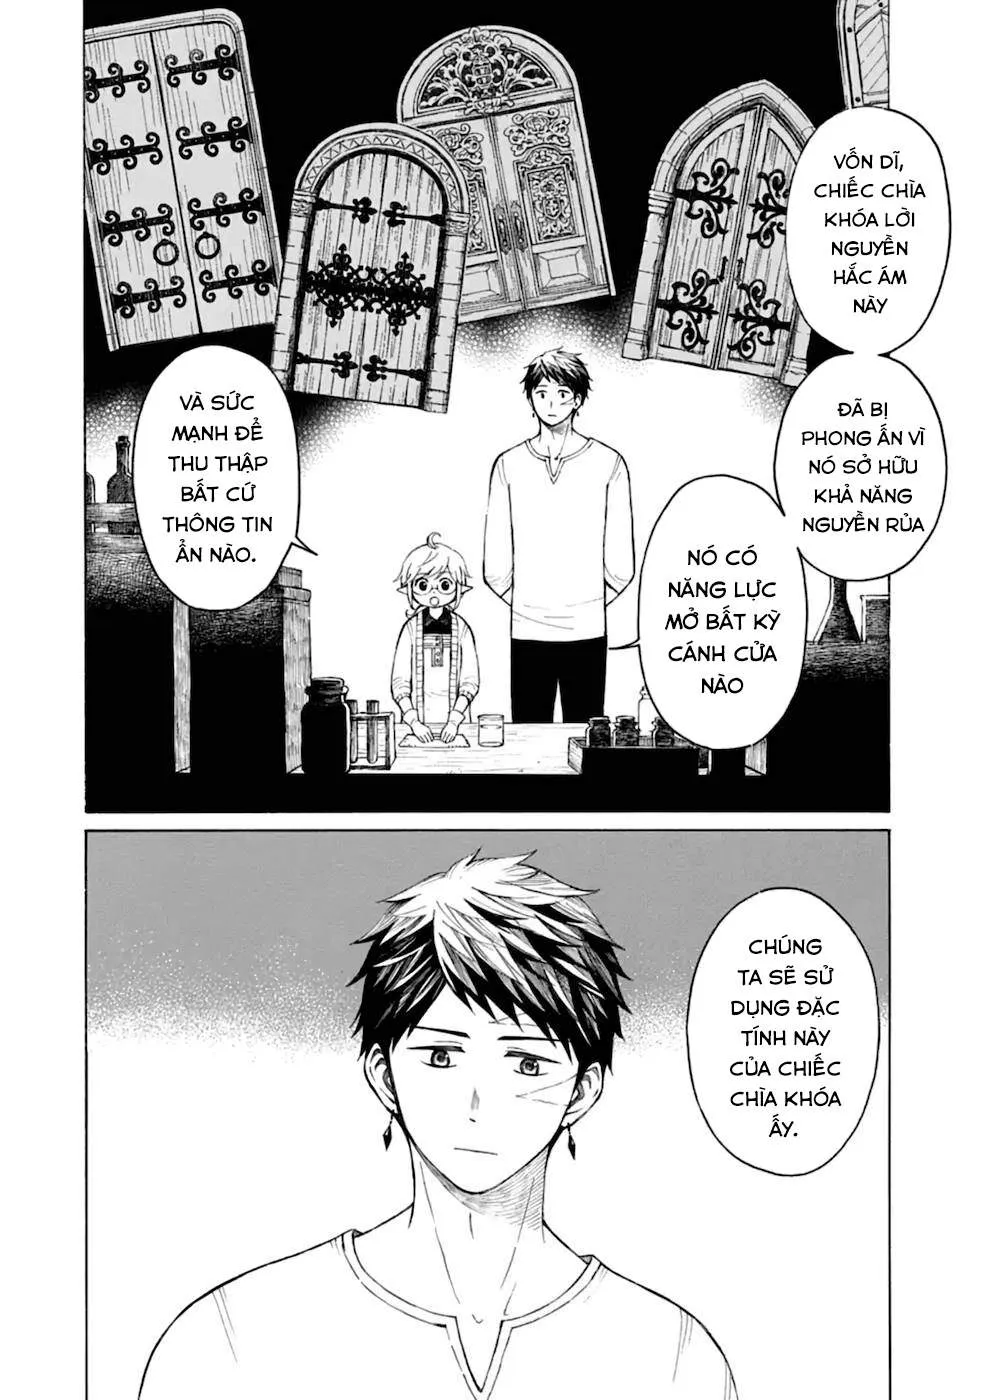 VỐN DĨ,
CHIẾC CHÌA
KHÓA LỜI
NGUYỀN
HẮC ÁM
NÀY
ĐÃ BỊ
PHONG ẤN VÌ
NÓ SỞ HỮU
KHẢ NĂNG
NGUYỀN RỦA
NÓ CÓ
NĂNG LỰC
MỞ BẤT KỲ
CÁNH CỬA
NÀO
VÀ SỨC
MẠNH ĐỂ
THU THẬP
BẤT CỨ
THÔNG TIN
ẨN NÀO.
CHÚNG
TA SẼ SỬ
DỤNG ĐẶC
TÍNH NÀY
CỦA CHIẾC
CHÌA KHÓA
ẤY.